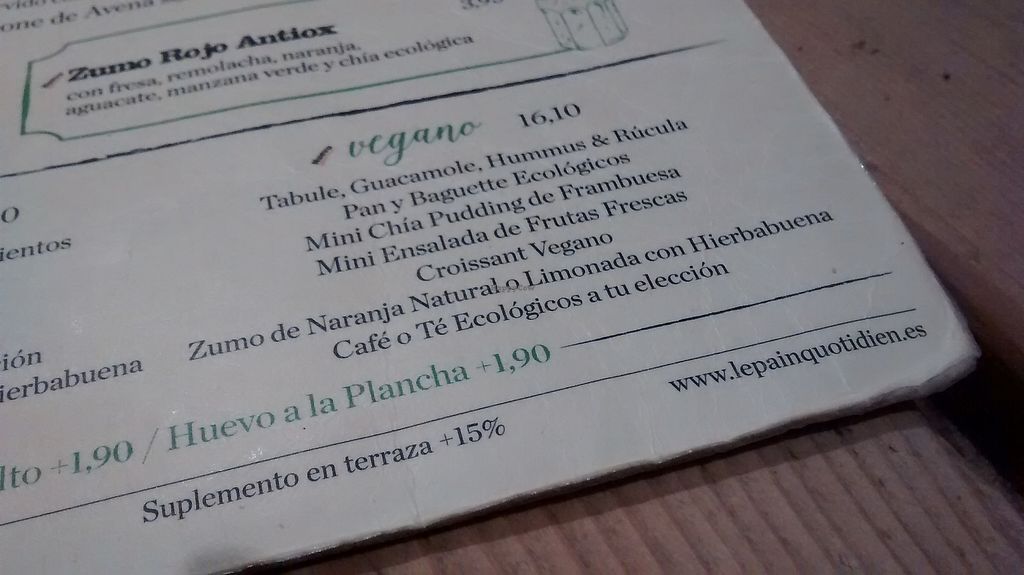 one de Avena
Zumo Rojo Antiox
con fresa, remolacha, naranja,
aguacate, manzana verde y chía ecológica
vegano 16,10
Tabule, Guacamole, Hummus & Rúcula
Pan y Baguette Ecológicos
Mini Chía Pudding de Frambuesa
Mini Ensalada de Frutas Frescas
Croissant Vegano
Zumo de Naranja Natural o Limonada con Hierbabuena
Café o Té Ecológicos a tu elección
O
ientos
ión
ierbabuena
lto +1,90 / Huevo a la Plancha +1,90
www.lepainquotidien.es
Suplemento en terraza +15%